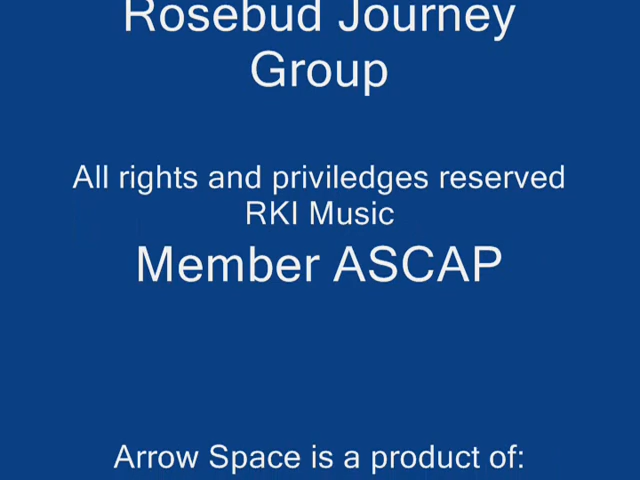 Rosebud Journey
Group
All rights and priviledges reserved
RKI Music
Member ASCAP
Arrow Space is a product of: